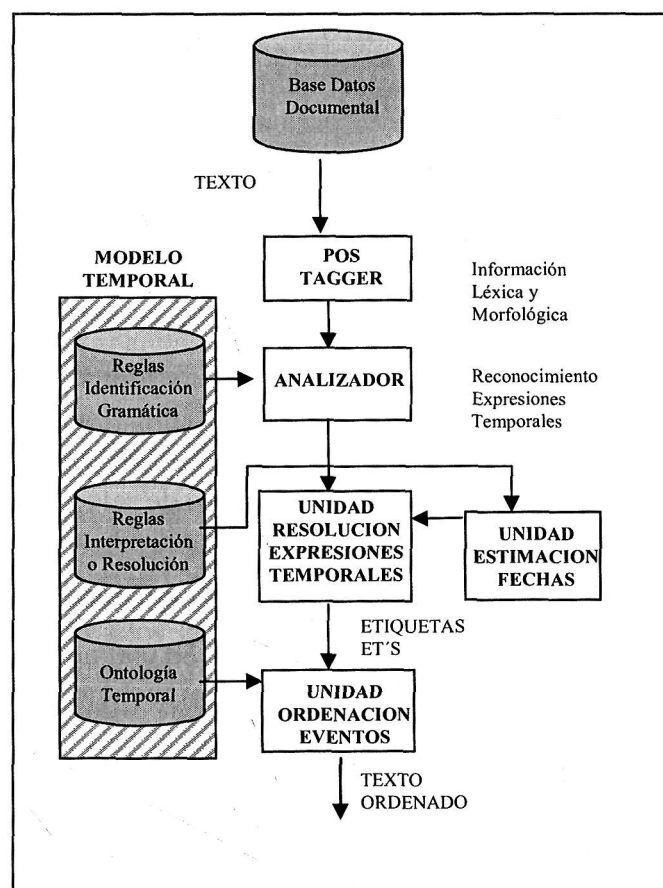 Base Datos
Documental
TEXTO
POS
TAGGER
Información
Léxica y
Morfológica
MODELO
TEMPORAL
Reglas
Identificación
Gramática
ANALIZADOR
Reconocimiento
Expresiones
Temporales
Reglas
Interpretación
o Resolución
UNIDAD
RESOLUCION
EXPRESIONES
TEMPORALES
UNIDAD
ESTIMACION
FECHAS
ETIQUETAS
ET´S
Ontología
Temporal
UNIDAD
ORDENACION
EVENTOS
TEXTO
ORDENADO